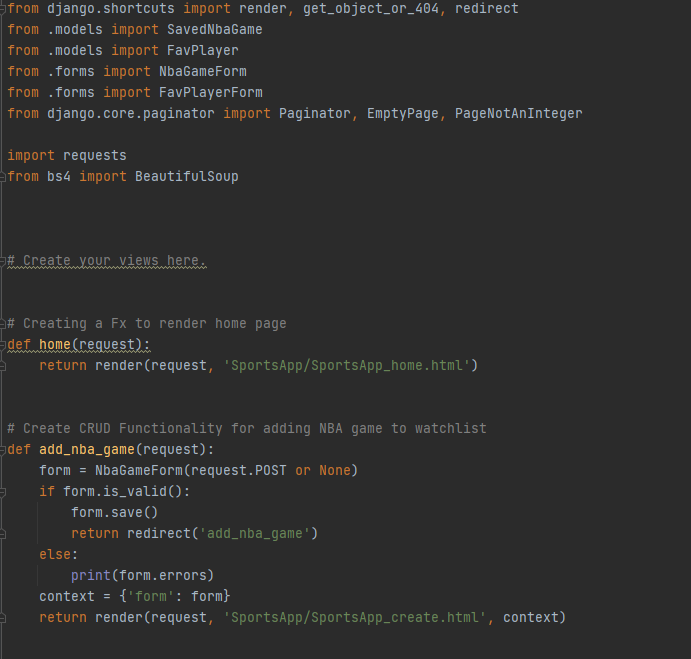 from django.shortcuts import render, get_object_or_404, redirect
from .models import SavedNbaGame
from .models import FavPlayer
from .forms import NbaGameForm
from .forms import FavPlayerForm
from django.core.paginator import Paginator, EmptyPage, PageNotAnInteger
import requests
from bs4 import BeautifulSoup
# Create your views here.
# Creating a Fx to render home page
def home(request):
    return render(request, 'SportsApp/SportsApp_home.html')
# Create CRUD Functionality for adding NBA game to watchlist
def add_nba_game(request):
    form = NbaGameForm(request.POST or None)
    if form.is_valid():
        form.save()
        return redirect('add_nba_game')
    else:
        print(form.errors)
    context = {'form': form}
    return render(request, 'SportsApp/SportsApp_create.html', context)